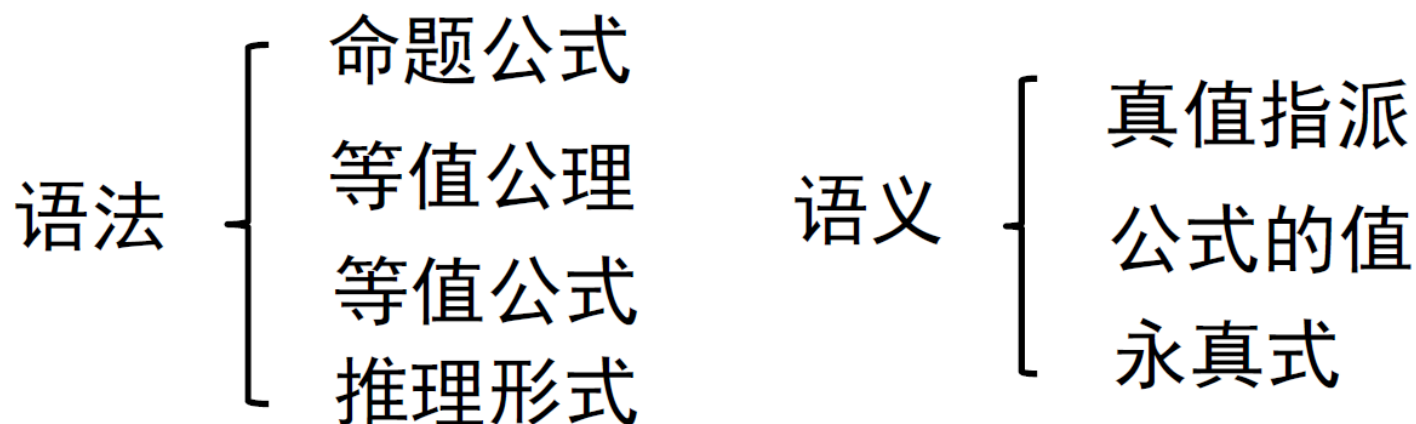 语法
命题公式
等值公理
等值公式
推理形式
语义
真值指派
公式的值
永真式